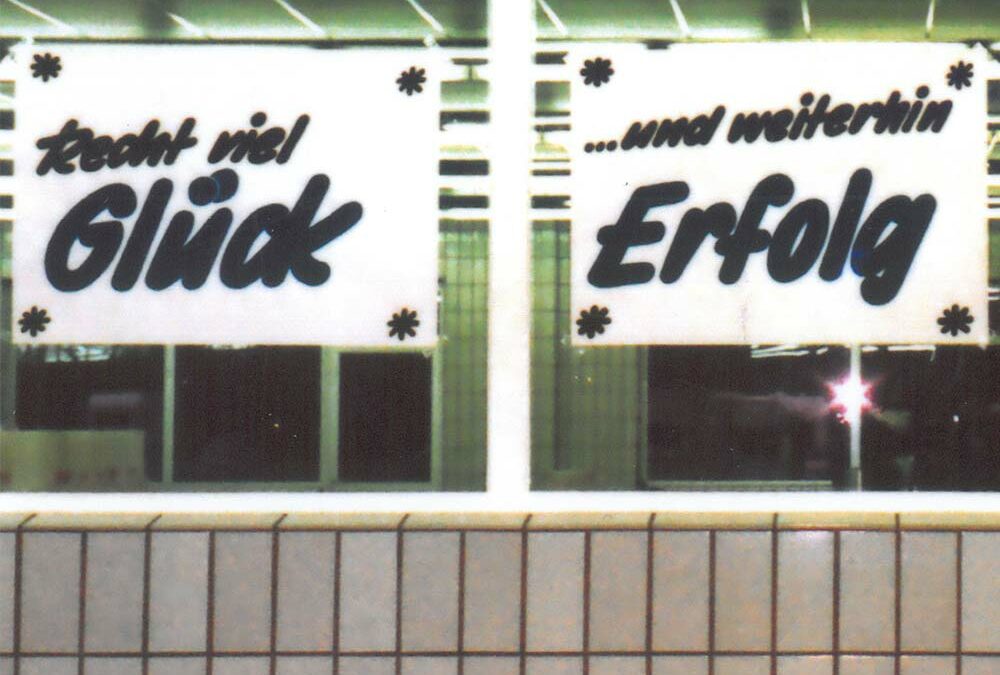 Recht viel
Glück
...und weiterhin
Erfolg